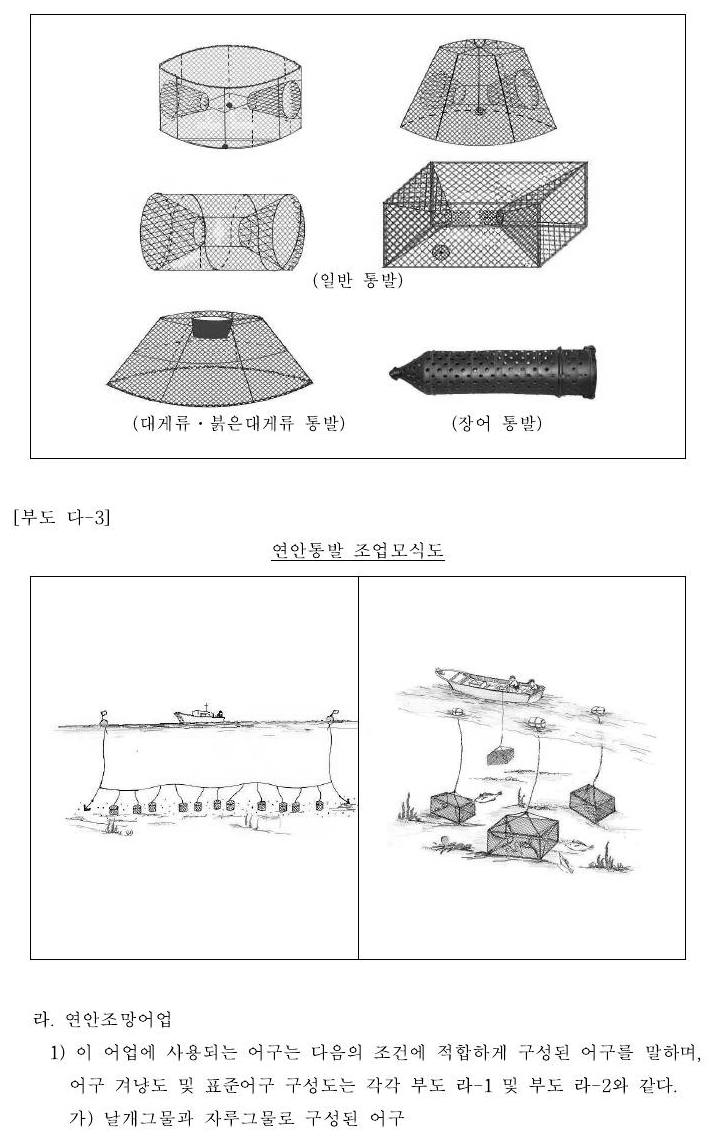 (일반 통발)
(대게류·붉은대게류 통발)
(장어 통발)
[부도 다-3]
연안통발 조업모식도
라. 연안조망어업
1) 이 어업에 사용되는 어구는 다음의 조건에 적합하게 구성된 어구를 말하며,
어구 겨냥도 및 표준어구 구성도는 각각 부도 라-1 및 부도 라-2와 같다.
가) 날개그물과 자루그물로 구성된 어구